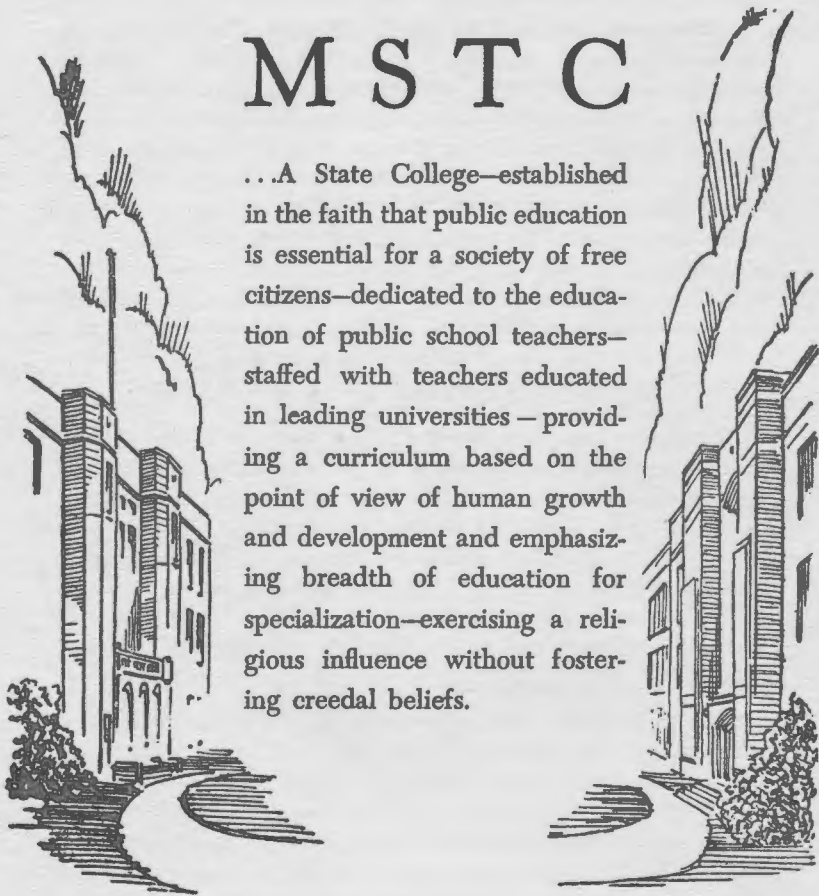 MSTC
...A State College—established
in the faith that public education
is essential for a society of free
citizens—dedicated to the educa-
tion of public school teachers—
staffed with teachers educated
in leading universities — provid-
ing a curriculum based on the
point of view of human growth
and development and emphasiz-
ing breadth of education for
specialization—exercising a reli-
gious influence without foster-
ing creedal beliefs.